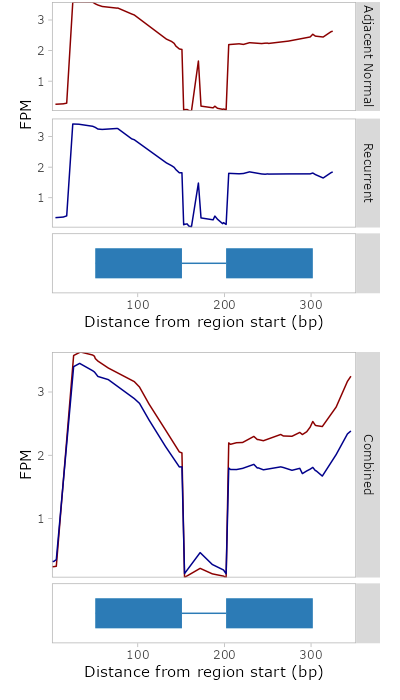 3
2
1
Adjacent Normal
FPM
3
2
1
Recurrent
100
200
300
Distance from region start (bp)
3
2
1
FPM
Combined
100
200
300
Distance from region start (bp)